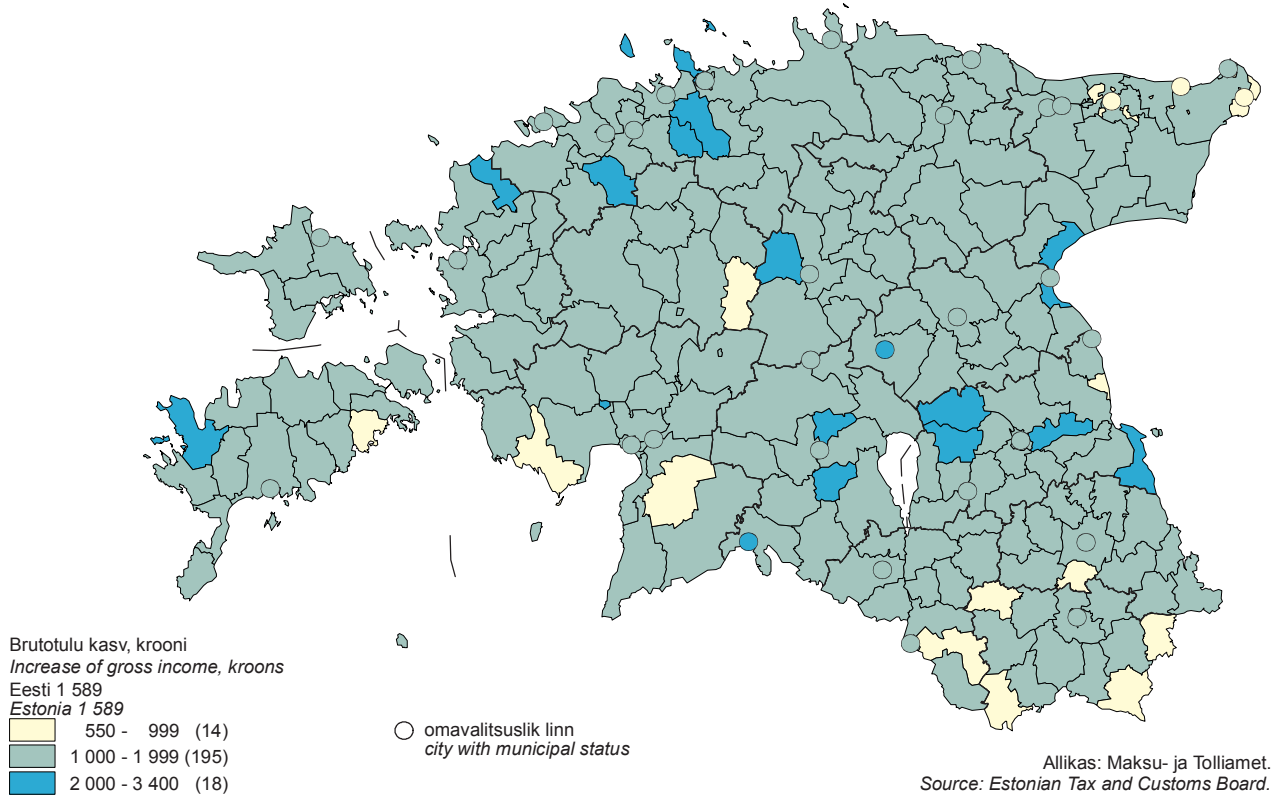 Brutotulu kasv, krooni
Increase of gross income, kroons
Eesti 1 589
Estonia 1 589
550 - 999 (14)
1 000 - 1 999 (195)
2 000 - 3 400 (18)
omavalitsuslik linn
city with municipal status
Allikas: Maksu- ja Tolliamet.
Source: Estonian Tax and Customs Board.